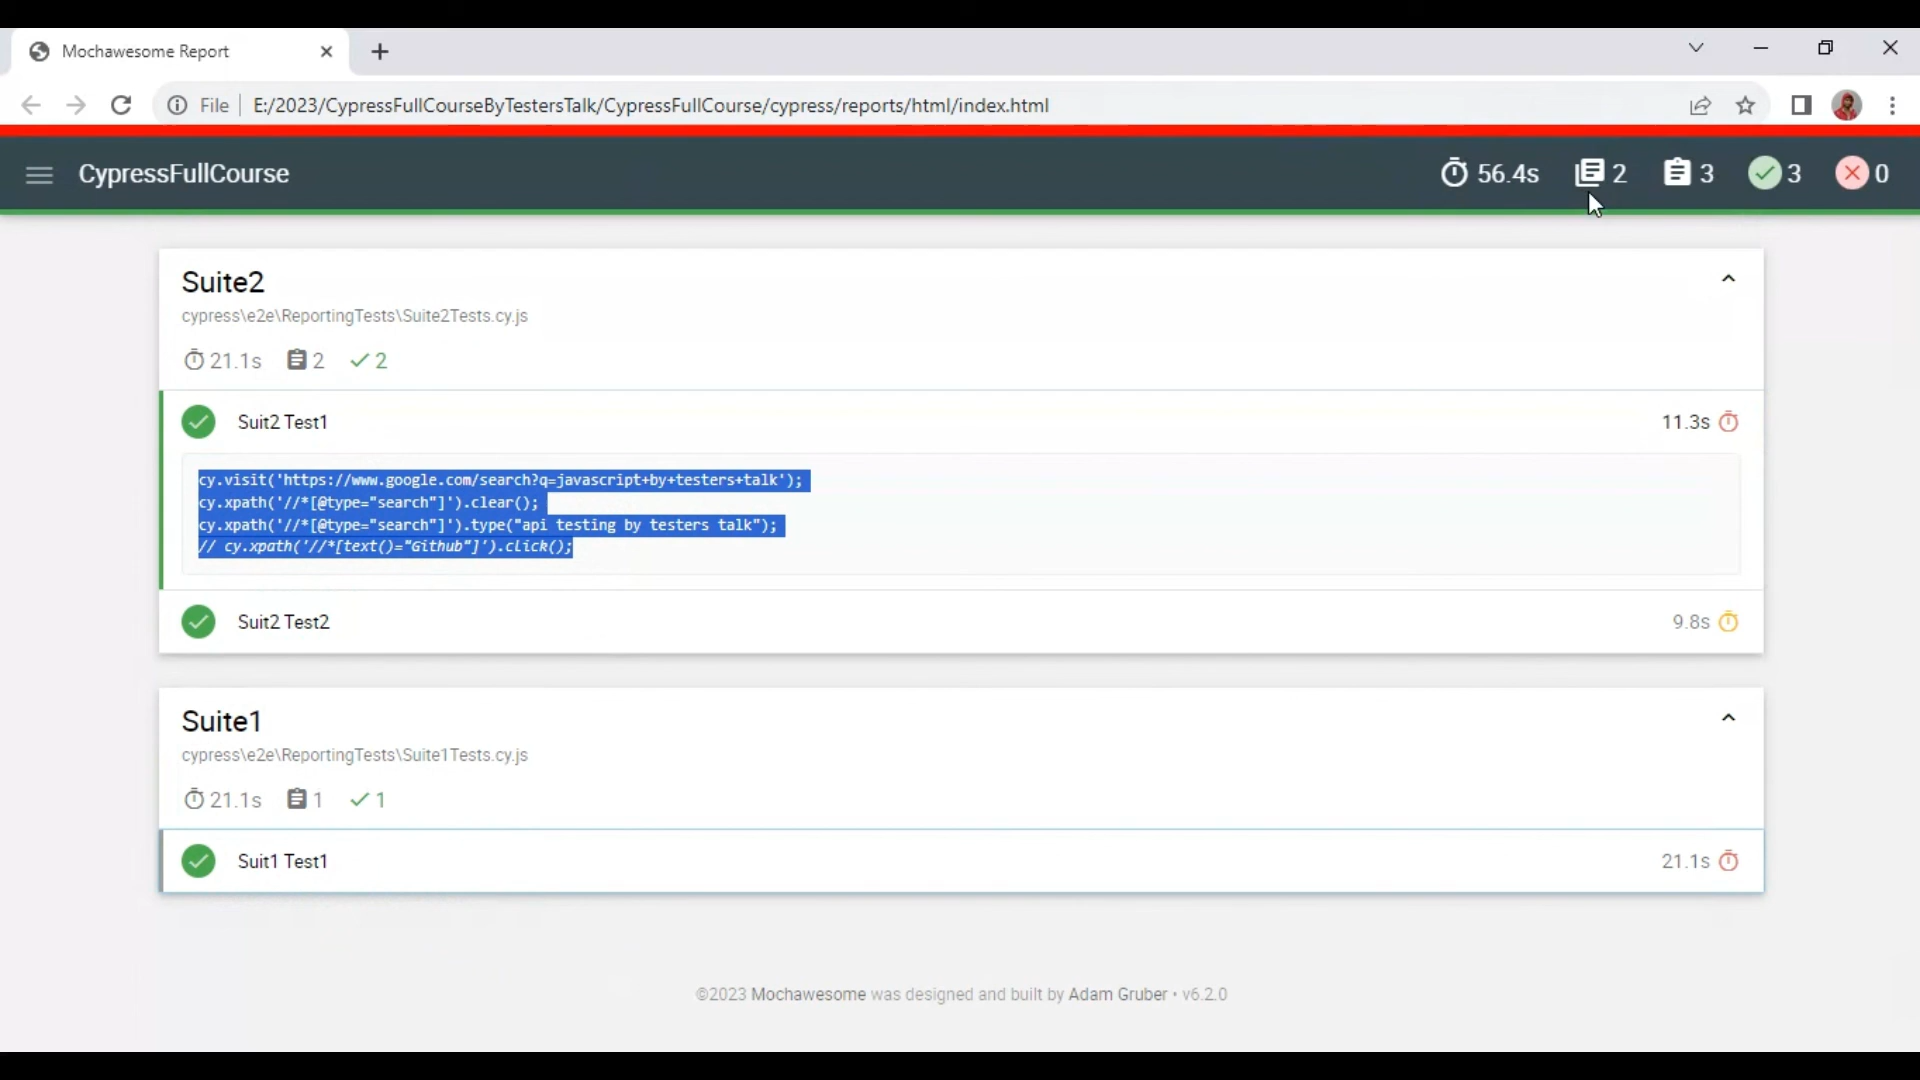 Mochawesome Report
File E:/2023/CypressFullCourseByTestersTalk/CypressFullCourse/cypress/reports/html/index.html
CypressFullCourse 56.4s 2 3 3 0
Suite2
cypress\e2e\ReportingTests\Suite2Tests.cy.js
21.1s 2 2
Suit2 Test1 11.3s
cy.visit('https://www.google.com/search?q=javascript+by+testers+talk');
cy.xpath('//*[@type="search"]').clear();
cy.xpath('//*[@type="search"]').type("api testing by testers talk");
// cy.xpath('//*[text()="Github"]').click();
Suit2 Test2 9.8s
Suite1
cypress\e2e\ReportingTests\Suite1Tests.cy.js
21.1s 1 1
Suit1 Test1 21.1s
©2023 Mochawesome was designed and built by Adam Gruber • v6.2.0